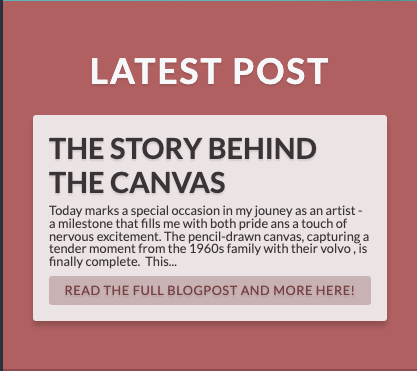 LATEST POST
THE STORY BEHIND
THE CANVAS
Today marks a special occasion in my jouney as an artist -
a milestone that fills me with both pride ans a touch of
nervous excitement. The pencil-drawn canvas, capturing a
tender moment from the 1960s family with their volvo , is
finally complete.  This...
READ THE FULL BLOGPOST AND MORE HERE!